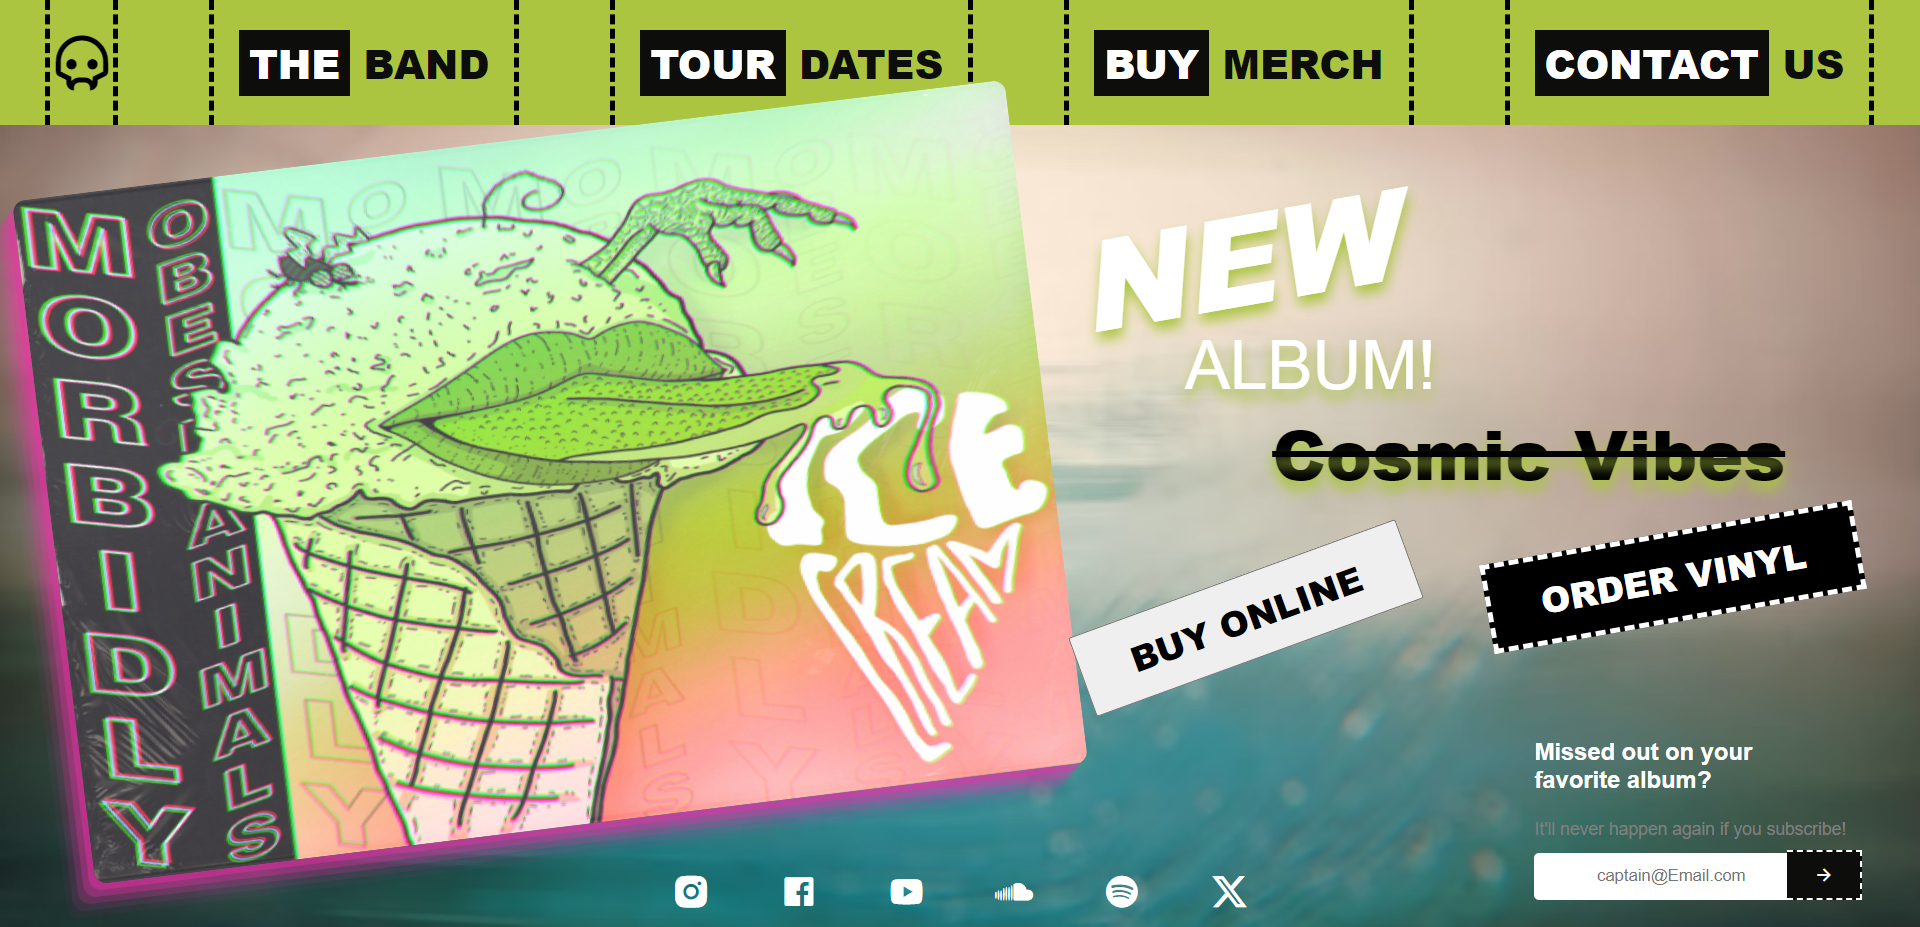 THE BAND
TOUR DATES
BUY MERCH
CONTACT US
MORBIDLY
OBESE ANIMALS
ICE
CREAM
NEW
ALBUM!
Cosmic Vibes
BUY ONLINE
ORDER VINYL
Missed out on your
favorite album?
It'll never happen again if you subscribe!
captain@Email.com